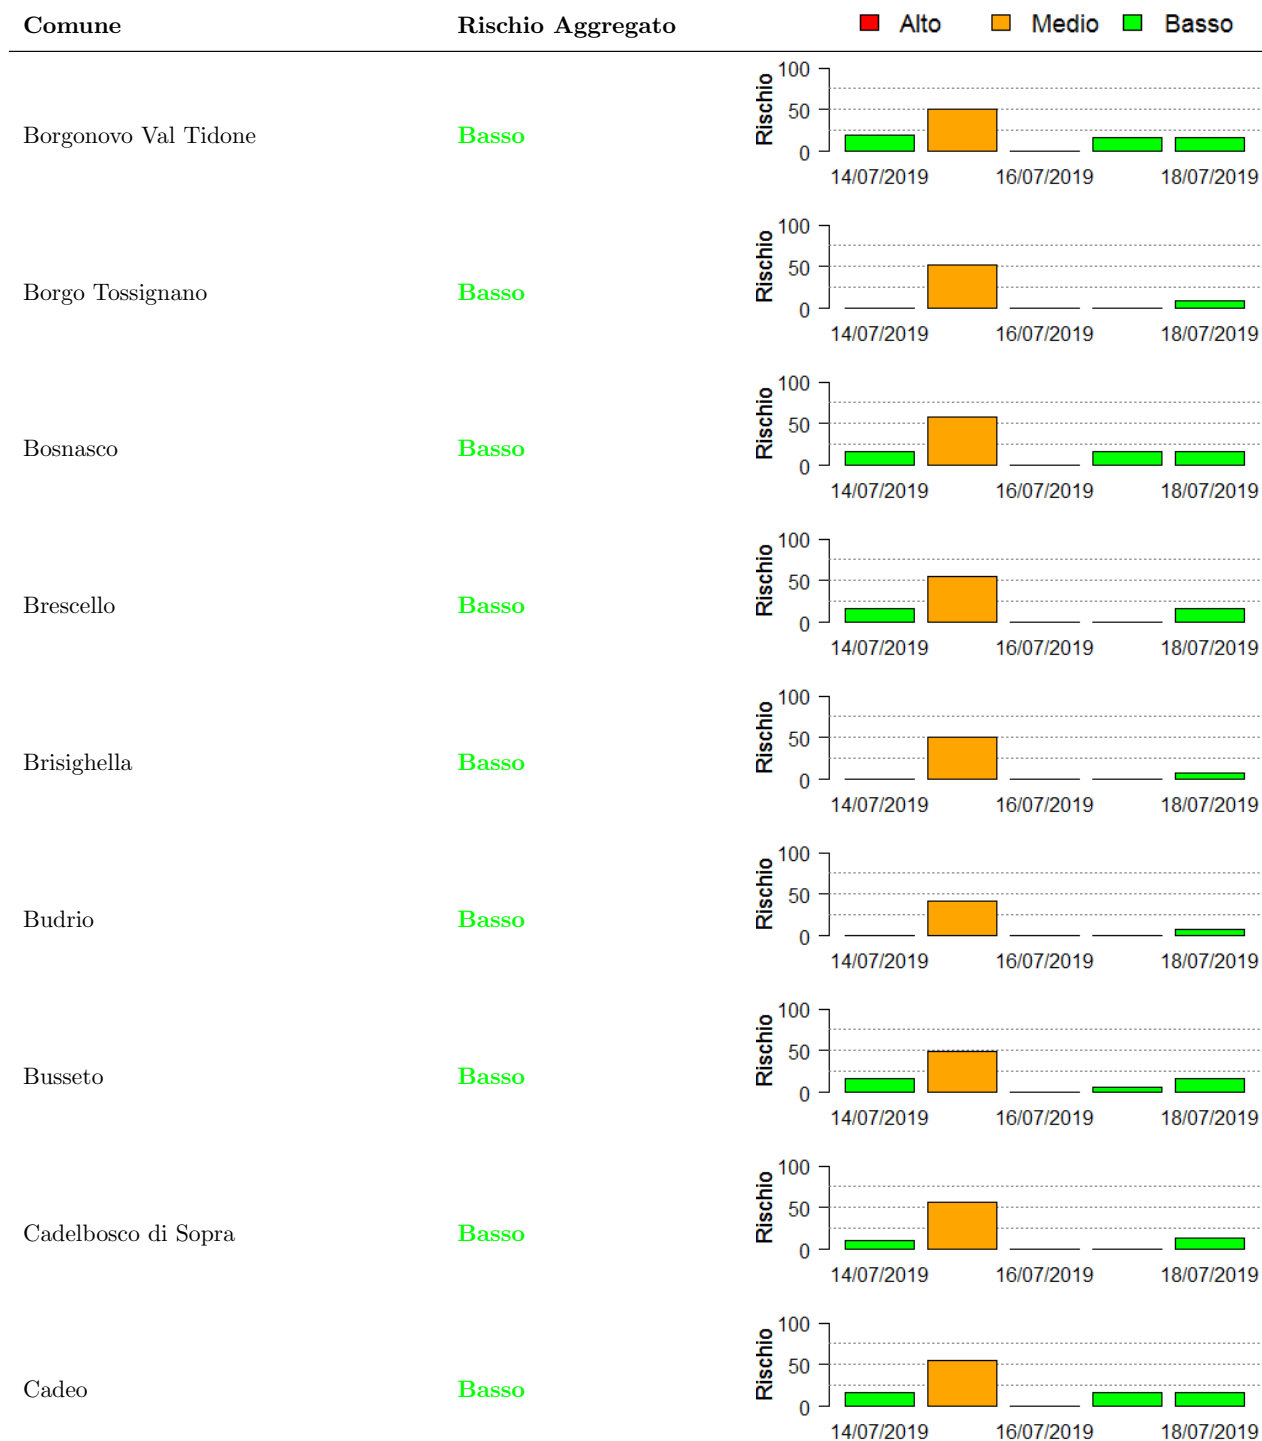 Comune Rischio Aggregato Alto Medio Basso
100
50
0
Rischio
Borgonovo Val Tidone Basso
14/07/2019 16/07/2019 18/07/2019
100
50
0
Rischio
Borgo Tossignano Basso
14/07/2019 16/07/2019 18/07/2019
100
50
0
Rischio
Bosnasco Basso
14/07/2019 16/07/2019 18/07/2019
100
50
0
Rischio
Brescello Basso
14/07/2019 16/07/2019 18/07/2019
100
50
0
Rischio
Brisighella Basso
14/07/2019 16/07/2019 18/07/2019
100
50
0
Rischio
Budrio Basso
14/07/2019 16/07/2019 18/07/2019
100
50
0
Rischio
Busseto Basso
14/07/2019 16/07/2019 18/07/2019
100
50
0
Rischio
Cadelbosco di Sopra Basso
14/07/2019 16/07/2019 18/07/2019
100
50
0
Rischio
Cadeo Basso
14/07/2019 16/07/2019 18/07/2019